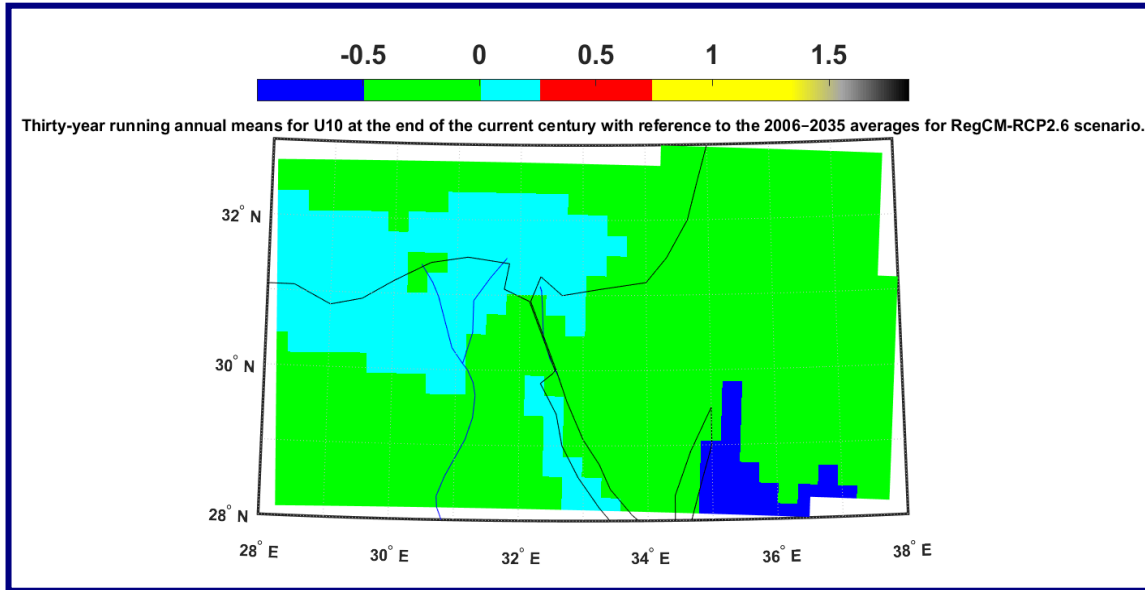 -0.5 0 0.5 1 1.5
Thirty-year running annual means for U10 at the end of the current century with reference to the 2006–2035 averages for RegCM-RCP2.6 scenario.
32° N
30° N
28° N
28° E 30° E 32° E 34° E 36° E 38° E